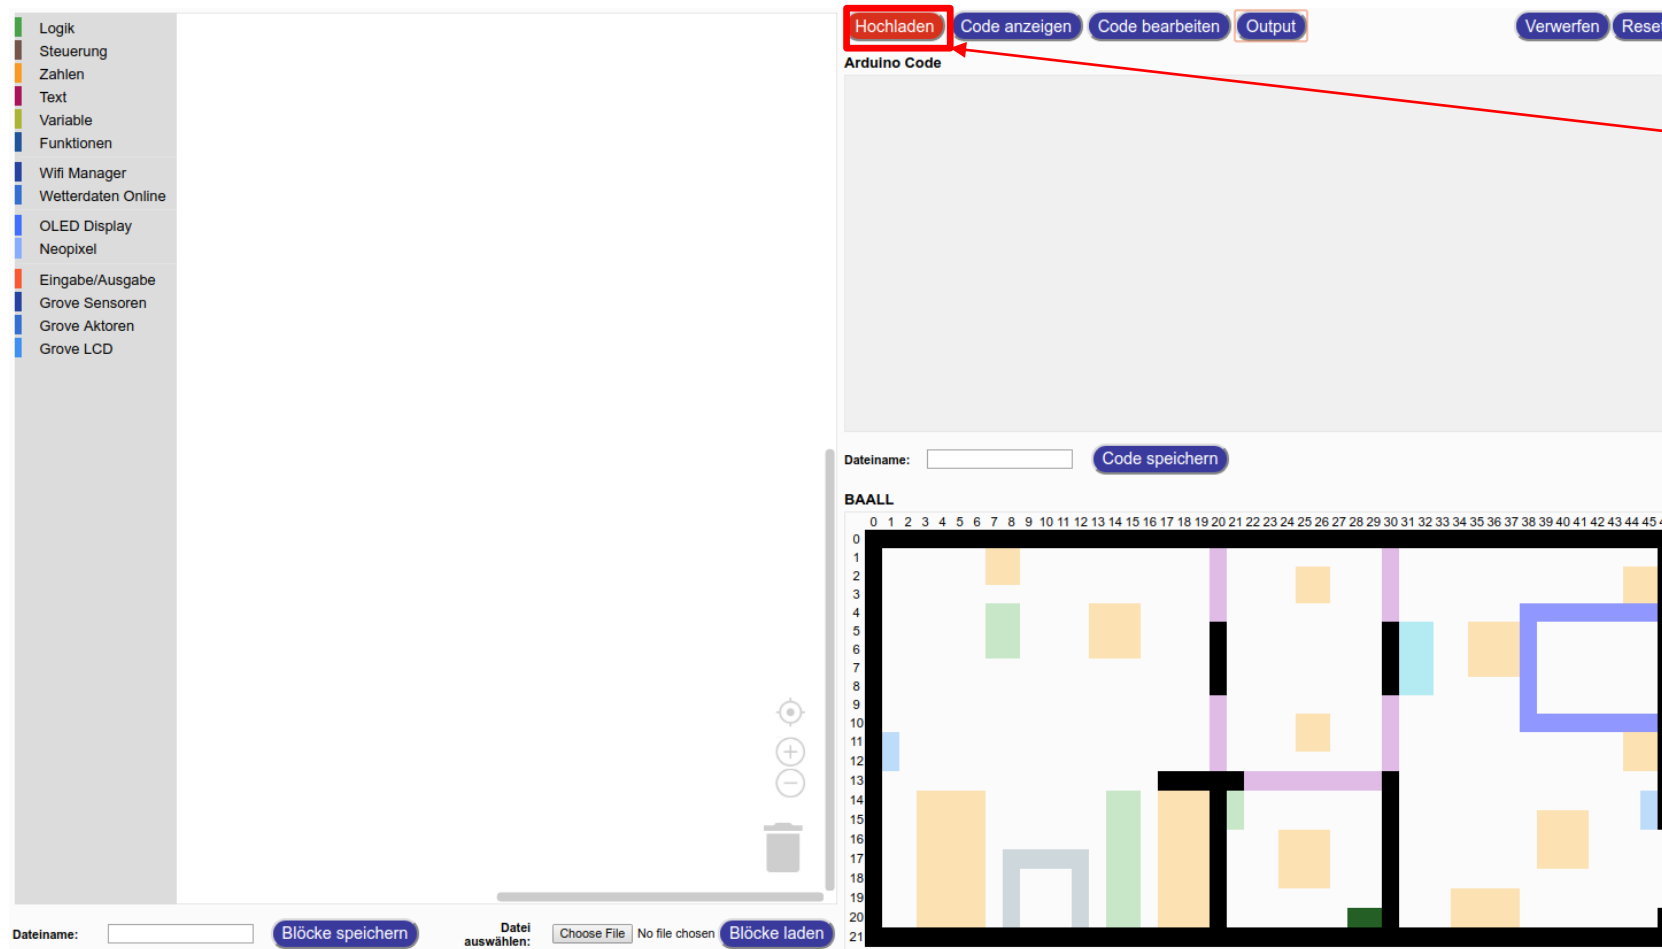 Logik
Steuerung
Zahlen
Text
Variable
Funktionen
Wifi Manager
Wetterdaten Online
OLED Display
Neopixel
Eingabe/Ausgabe
Grove Sensoren
Grove Aktoren
Grove LCD
Dateiname:
Blöcke speichern
Datei
auswählen:
Choose File No file chosen
Blöcke laden
Hochladen Code anzeigen Code bearbeiten Output Verwerfen Reset
Arduino Code
Dateiname:
Code speichern
BAALL
0 1 2 3 4 5 6 7 8 9 10 11 12 13 14 15 16 17 18 19 20 21 22 23 24 25 26 27 28 29 30 31 32 33 34 35 36 37 38 39 40 41 42 43 44 45
0
1
2
3
4
5
6
7
8
9
10
11
12
13
14
15
16
17
18
19
20
21